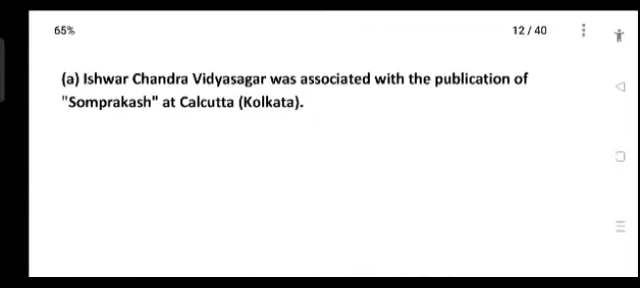 65%
12 / 40
(a) Ishwar Chandra Vidyasagar was associated with the publication of
"Somprakash" at Calcutta (Kolkata).